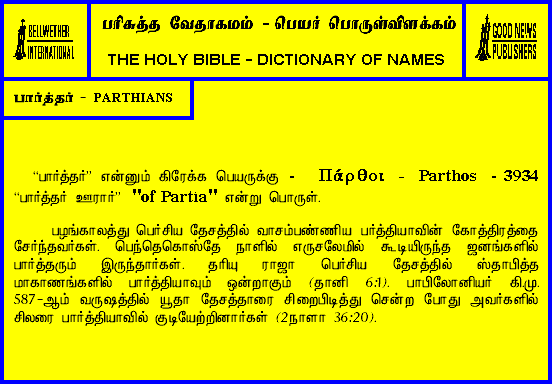 BELLWETHER
INTERNATIONAL
பரிசுத்த வேதாகமம் - பெயர் பொருள்விளக்கம்
THE HOLY BIBLE - DICTIONARY OF NAMES
GOOD NEWS
PUBLISHERS
பார்த்தர் - PARTHIANS
“பார்த்தர்” என்னும் கிரேக்க பெயருக்கு - Πάρθοι - Parthos - 3934
“பார்த்தர் ஊரார்” "of Partia" என்று பொருள்.
பழங்காலத்து பெர்சிய தேசத்தில் வாசம்பண்ணிய பர்த்தியாவின் கோத்திரத்தை
சேர்ந்தவர்கள். பெந்தெகொஸ்தே நாளில் எருசலேமில் கூடியிருந்த ஜனங்களில்
பார்த்தரும் இருந்தார்கள். தரியு ராஜா பெர்சிய தேசத்தில் ஸ்தாபித்த
மாகாணங்களில் பார்த்தியாவும் ஒன்றாகும் (தானி 6:1). பாபிலோனியர் கி.மு.
587-ஆம் வருஷத்தில் யூதா தேசத்தாரை சிறைபிடித்து சென்ற போது அவர்களில்
சிலரை பார்த்தியாவில் குடியேற்றினார்கள் (2நாளா 36:20).